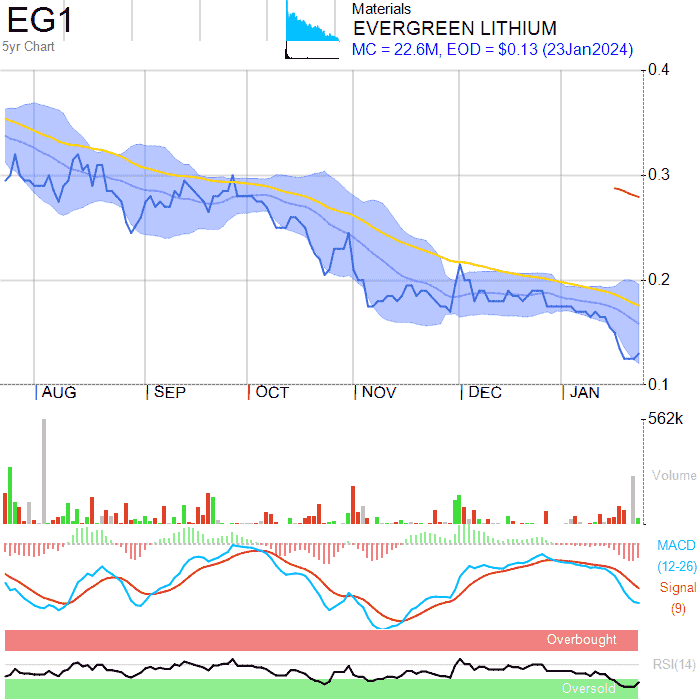 EG1
5yr Chart
Materials
EVERGREEN LITHIUM
MC = 22.6M, EOD = $0.13 (23Jan2024)
0.4
0.3
0.2
0.1
AUG SEP OCT NOV DEC JAN
562k
Volume
MACD
(12-26)
Signal
(9)
Overbought
RSI(14)
Oversold